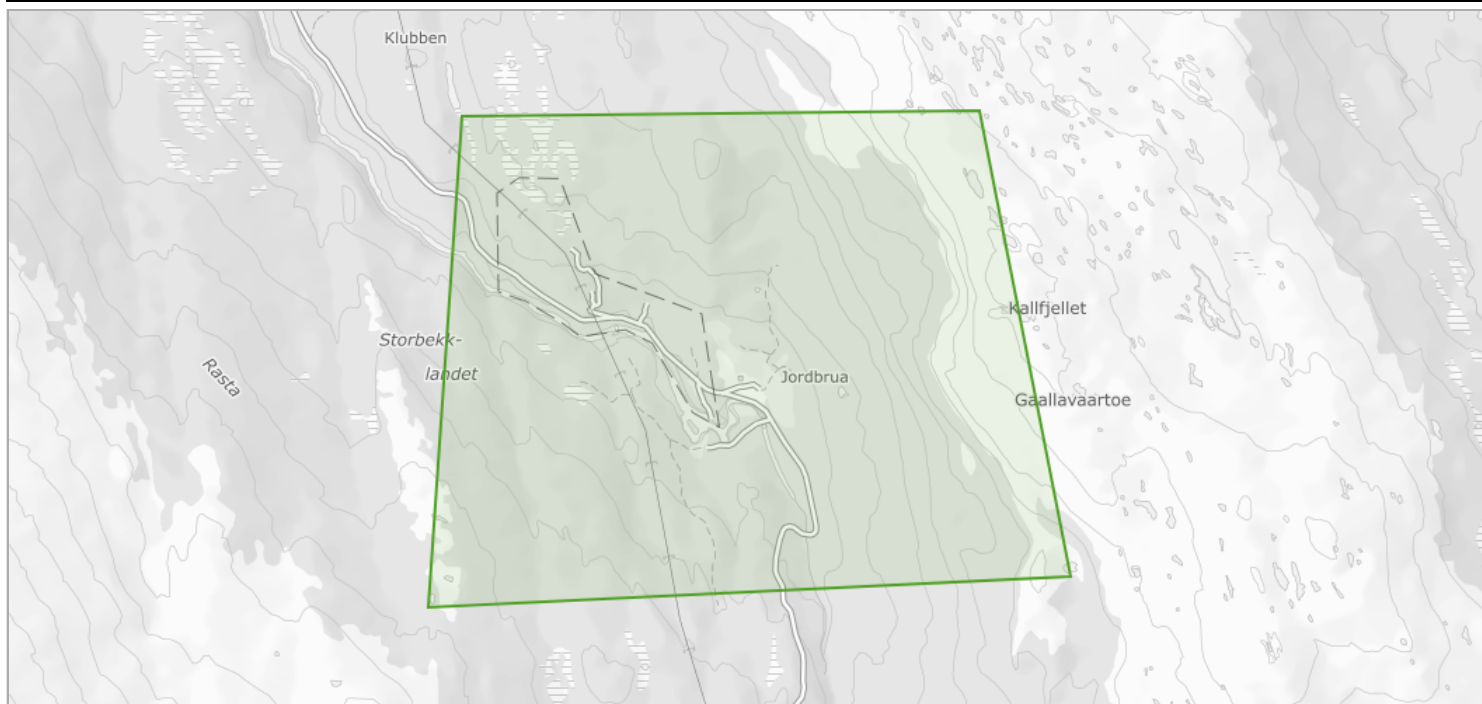 Klubben
Kallfjellet
Storbekk-
landet
Rasta
Jordbrua
Gaallavaartoe